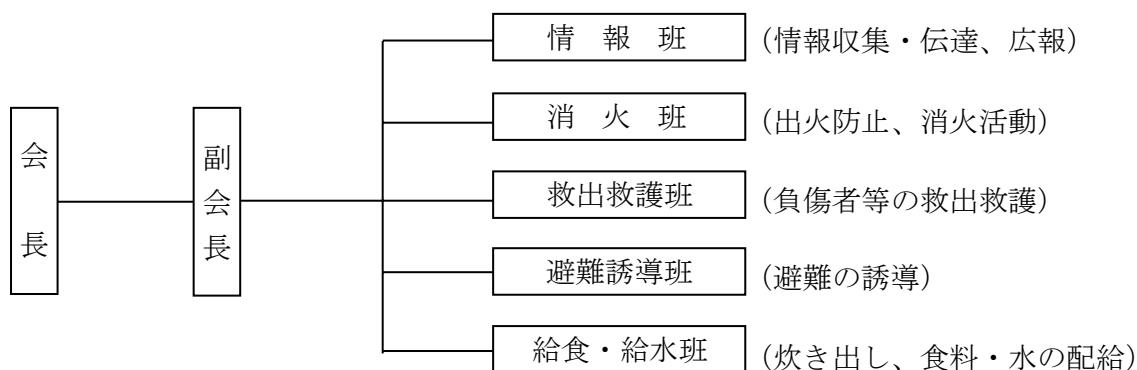 会長
副会長
情報班 (情報収集・伝達、広報)
消火班 (出火防止、消火活動)
救出救護班 (負傷者等の救出救護)
避難誘導班 (避難の誘導)
給食・給水班 (炊き出し、食料・水の配給)